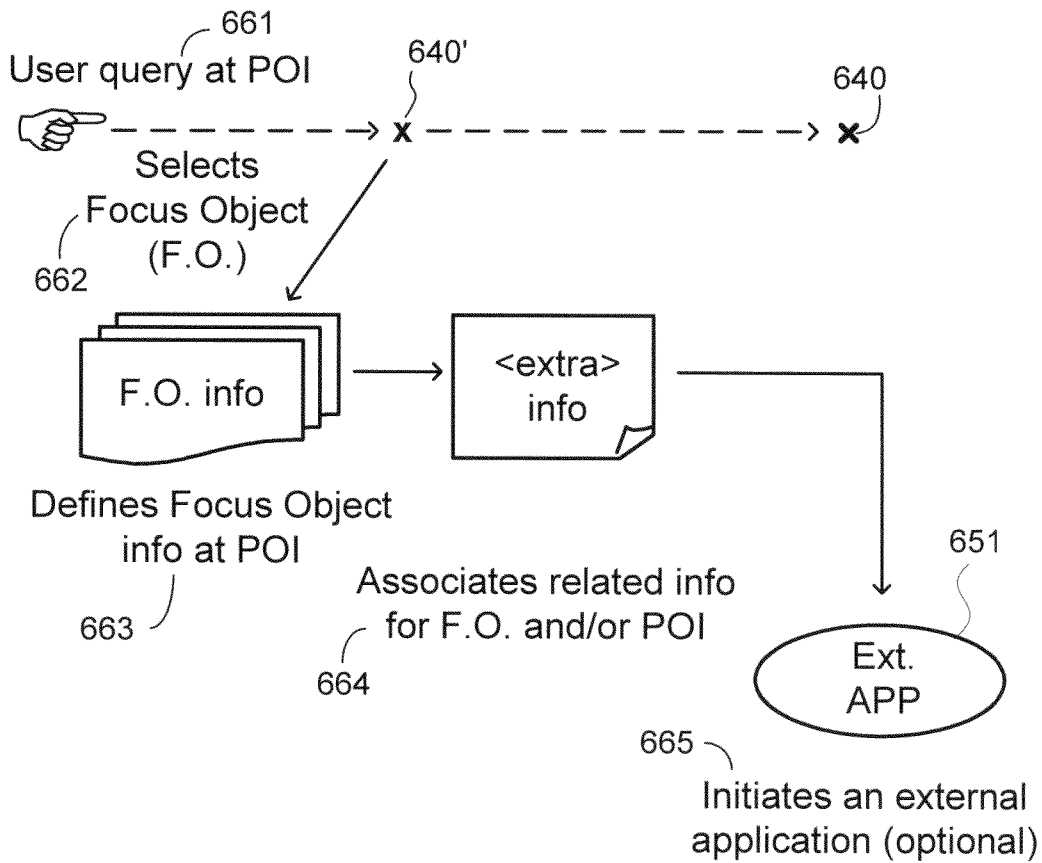 661
User query at POI
640'
640
x
x
Selects
Focus Object
(F.O.)
662
F.O. info
<extra>
info
Defines Focus Object
info at POI
663
Associates related info
for F.O. and/or POI
664
651
Ext.
APP
665
Initiates an external
application (optional)